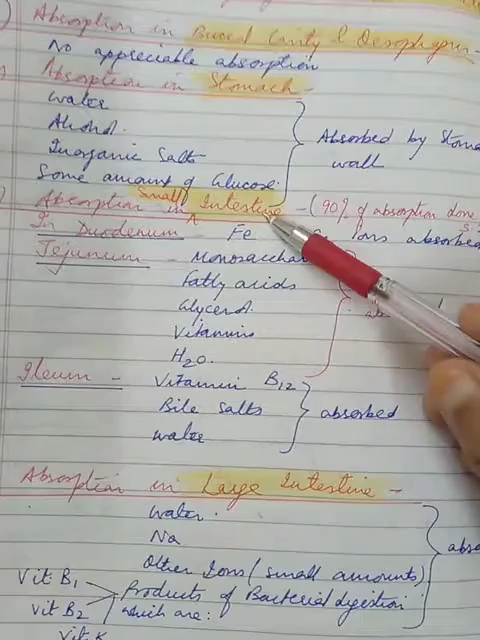 Absorption in Buccal Cavity & Oesophagus -
No appreciable absorption
Absorption in Stomach -
Water
Alcohol.
Inorganic Salts
Some amount of Glucose.
Absorbed by Stoma
wall
Absorption in Small Intestine - (90% of absorption done
In Duodenum - Fe Ions absorbed
Jejunum - Monosacchar
Fatty acids
Glycerol
Vitamins
H2O.
Ileum - Vitamin B12
Bile Salts
water
absorbed
Absorption in Large Intestine -
Water.
Na
Other Ions (small amounts)
abso
Products of Bacterial digestion
which are:
Vit B1
Vit B2
Vit K